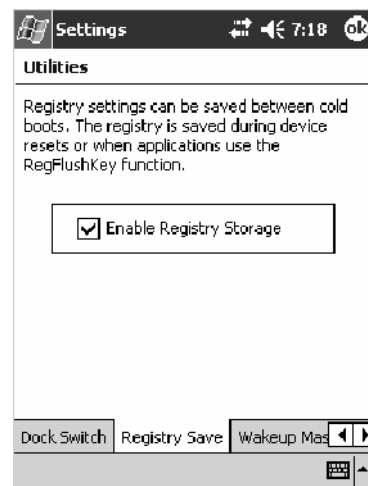 Settings 7:18 ok
Utilities
Registry settings can be saved between cold
boots. The registry is saved during device
resets or when applications use the
RegFlushKey function.
Enable Registry Storage
Dock Switch Registry Save Wakeup Mas